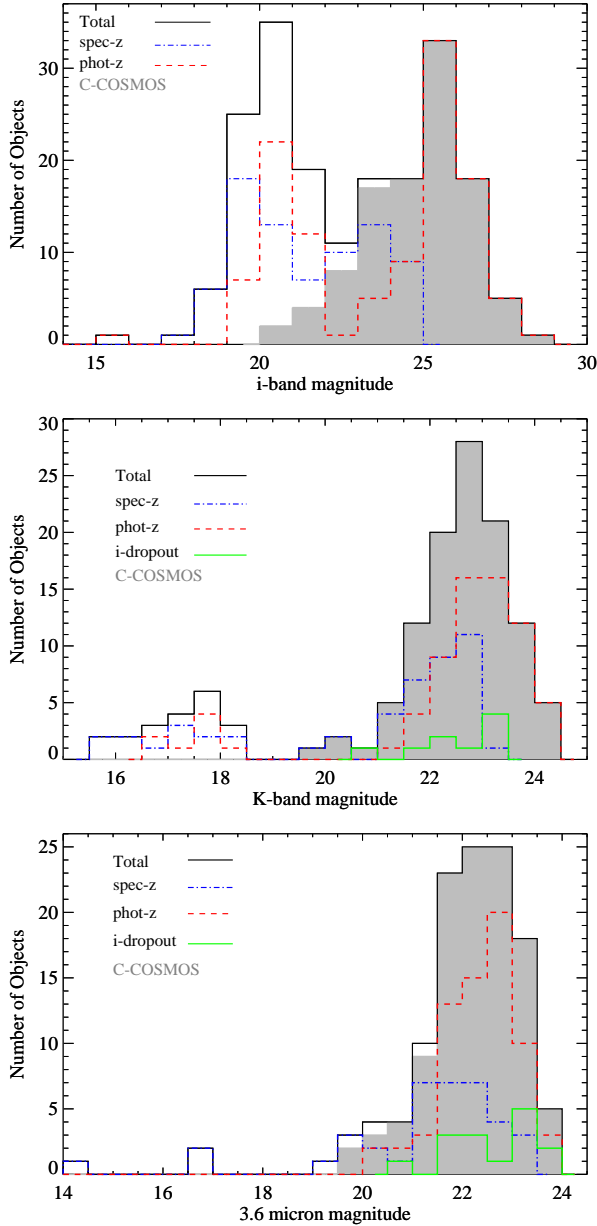 Total
spec-z
phot-z
C-COSMOS
Number of Objects
30
20
10
0
15 20 25 30
i-band magnitude
30
25
20
15
10
5
0
Total
spec-z
phot-z
i-dropout
C-COSMOS
Number of Objects
16 18 20 22 24
K-band magnitude
25
20
15
10
5
0
Total
spec-z
phot-z
i-dropout
C-COSMOS
Number of Objects
14 16 18 20 22 24
3.6 micron magnitude